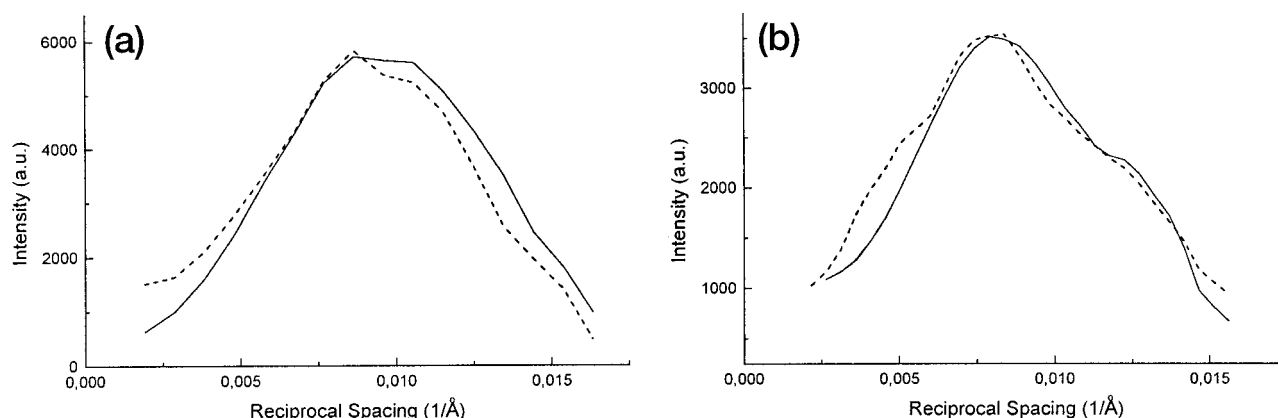 (a)
6000
4000
2000
0
Intensity (a.u.)
0,000
0,005
0,010
0,015
Reciprocal Spacing (1/Å)
(b)
3000
2000
1000
Intensity (a.u.)
0,000
0,005
0,010
0,015
Reciprocal Spacing (1/Å)